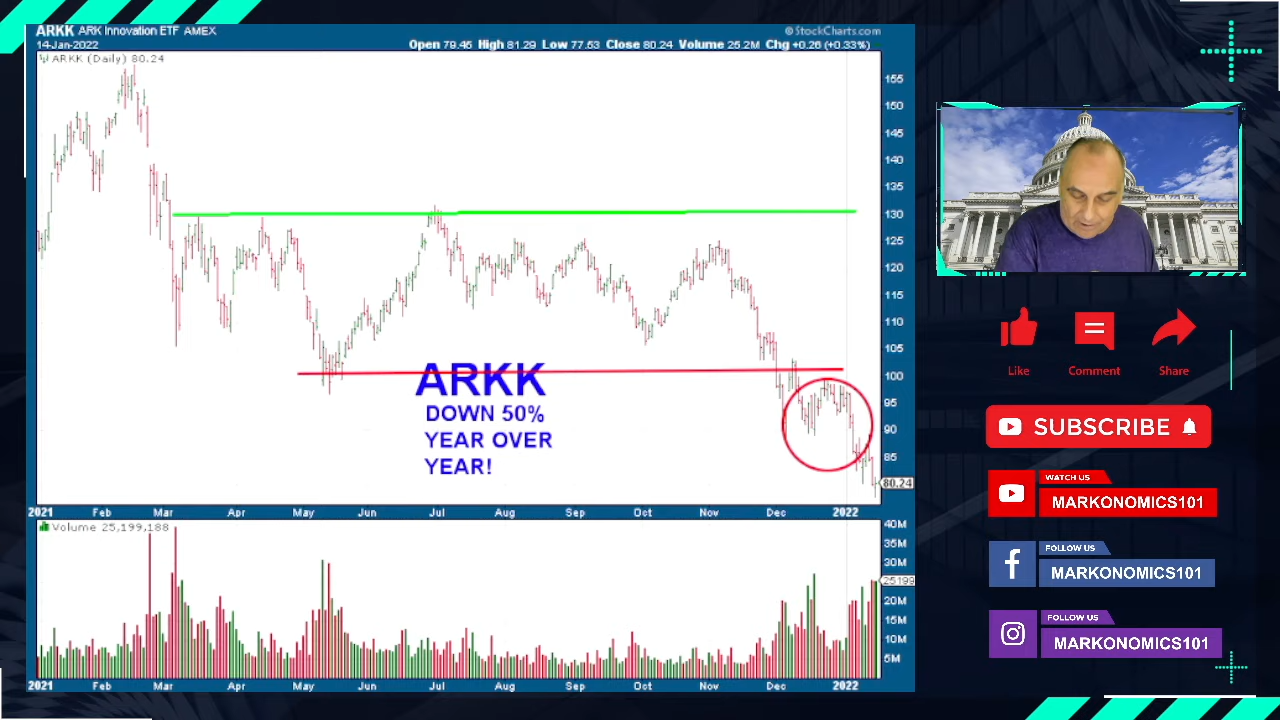 ARKK ARK Innovation ETF AMEX
© StockCharts.com
14-Jan-2022
Open 79.45 High 81.29 Low 77.53 Close 80.24 Volume 25.2M Chg +0.26 (+0.33%)
ARKK (Daily) 80.24
155
150
145
140
135
130
125
120
115
110
105
100
95
90
85
80.24
ARKK
DOWN 50%
YEAR OVER
YEAR!
2021 Feb Mar Apr May Jun Jul Aug Sep Oct Nov Dec 2022
Volume 25,199,188
40M
35M
30M
25199
20M
15M
10M
5M
2021 Feb Mar Apr May Jun Jul Aug Sep Oct Nov Dec 2022
Like Comment Share
SUBSCRIBE
WATCH US
MARKONOMICS101
FOLLOW US
MARKONOMICS101
FOLLOW US
MARKONOMICS101